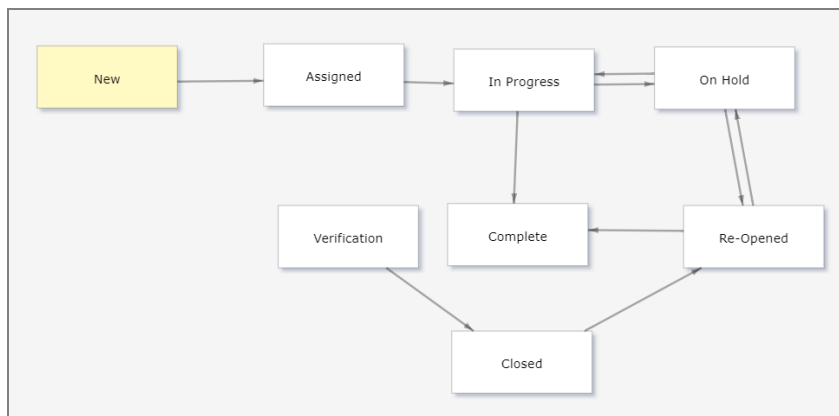 New
Assigned
In Progress
On Hold
Verification
Complete
Re-Opened
Closed